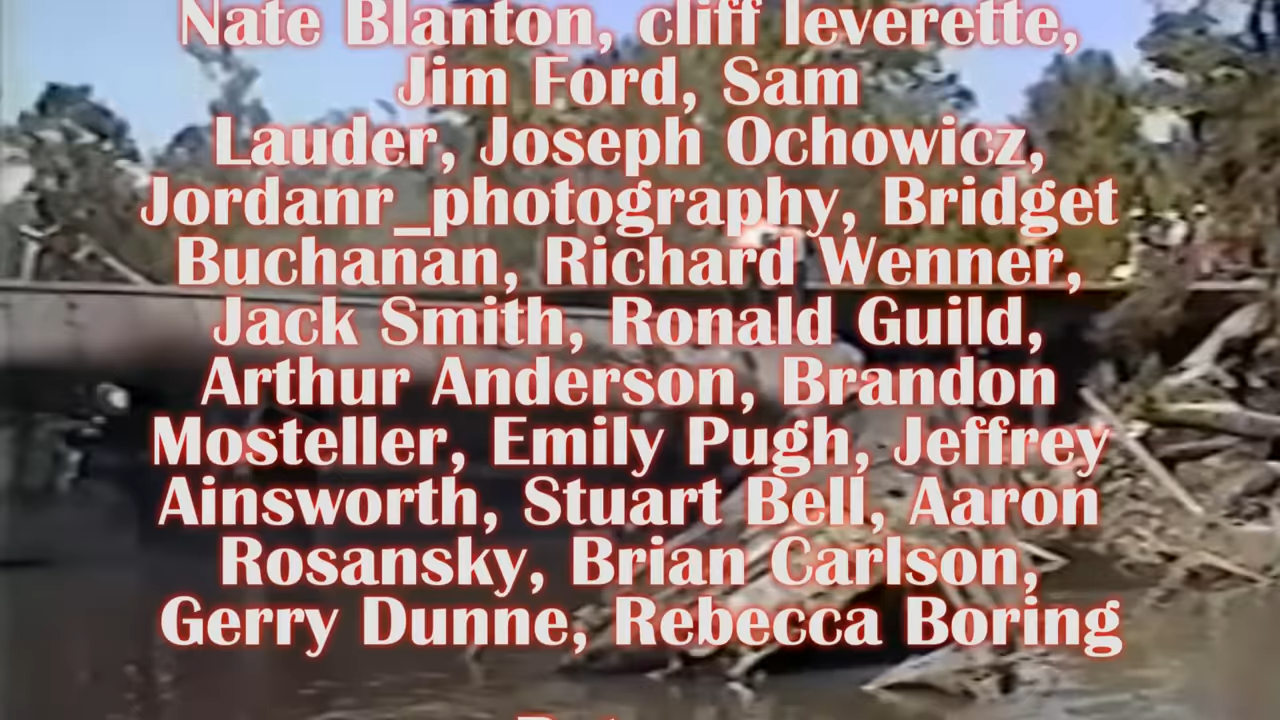 Nate Blanton, cliff leverette,
Jim Ford, Sam
Lauder, Joseph Ochowicz,
Jordanr_photography, Bridget
Buchanan, Richard Wenner,
Jack Smith, Ronald Guild,
Arthur Anderson, Brandon
Mosteller, Emily Pugh, Jeffrey
Ainsworth, Stuart Bell, Aaron
Rosansky, Brian Carlson,
Gerry Dunne, Rebecca Boring